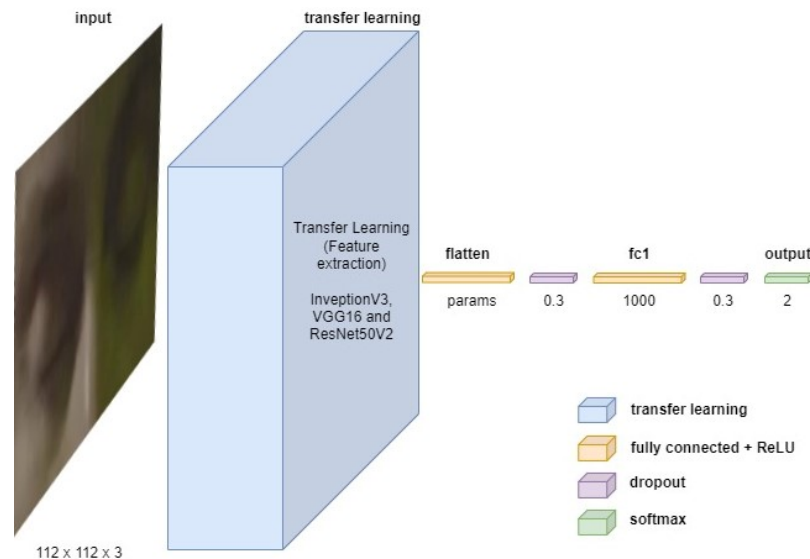 input
transfer learning
Transfer Learning
(Feature
extraction)
InveptionV3,
VGG16 and
ResNet50V2
flatten
fc1
output
params
0.3
1000
0.3
2
transfer learning
fully connected + ReLU
dropout
softmax
112 x 112 x 3